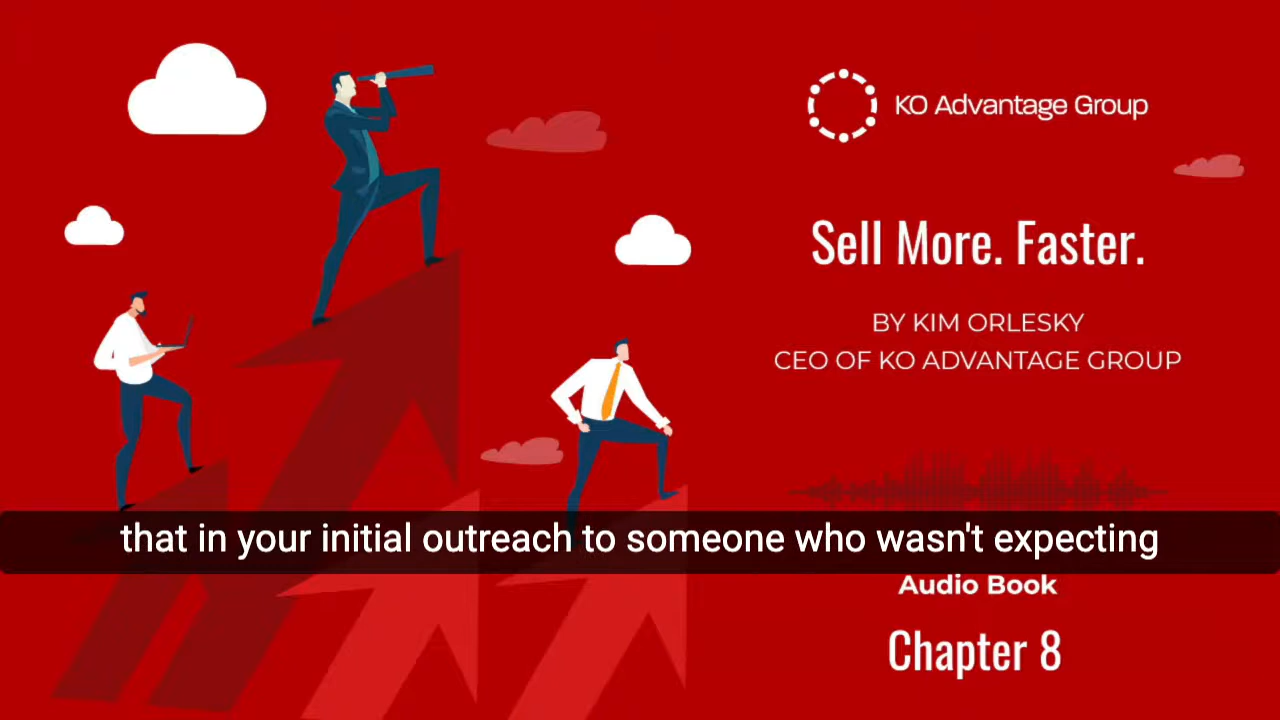 KO Advantage Group
Sell More. Faster.
BY KIM ORLESKY
CEO OF KO ADVANTAGE GROUP
that in your initial outreach to someone who wasn't expecting
Audio Book
Chapter 8